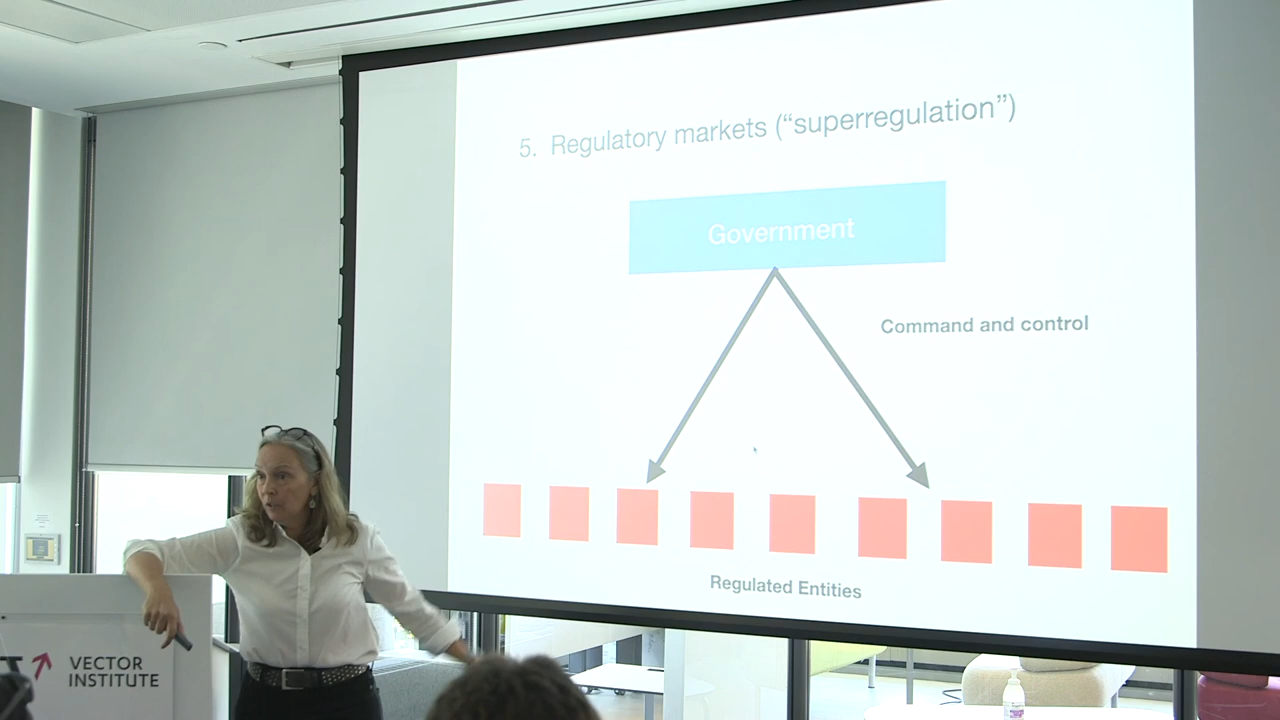 5. Regulatory markets (“superregulation”)
Government
Command and control
Regulated Entities
VECTOR
INSTITUTE